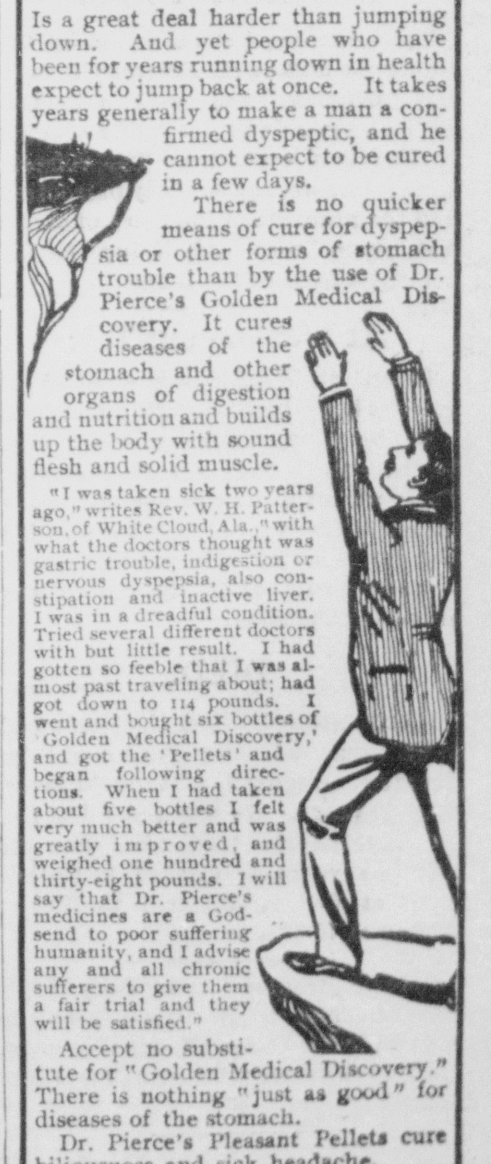 Is a great deal harder than jumping
down. And yet people who have
been for years running down in health
expect to jump back at once. It takes
years generally to make a man a con-
firmed dyspeptic, and he
cannot expect to be cured
in a few days.
There is no quicker
means of cure for dyspep-
sia or other forms of stomach
trouble than by the use of Dr.
Pierce's Golden Medical Dis-
covery. It cures
diseases of the
stomach and other
organs of digestion
and nutrition and builds
up the body with sound
flesh and solid muscle.
"I was taken sick two years
ago," writes Rev. W. H. Patter-
son, of White Cloud, Ala., "with
what the doctors thought was
gastric trouble, indigestion or
nervous dyspepsia, also con-
stipation and inactive liver.
I was in a dreadful condition.
Tried several different doctors
with but little result. I had
gotten so feeble that I was al-
most past traveling about; had
got down to 114 pounds. I
went and bought six bottles of
'Golden Medical Discovery,'
and got the 'Pellets' and
began following direc-
tions. When I had taken
about five bottles I felt
very much better and was
greatly improved, and
weighed one hundred and
thirty-eight pounds. I will
say that Dr. Pierce's
medicines are a God-
send to poor suffering
humanity, and I advise
any and all chronic
sufferers to give them
a fair trial and they
will be satisfied."
Accept no substi-
tute for "Golden Medical Discovery."
There is nothing "just as good" for
diseases of the stomach.
Dr. Pierce's Pleasant Pellets cure
biliousness and sick headache.